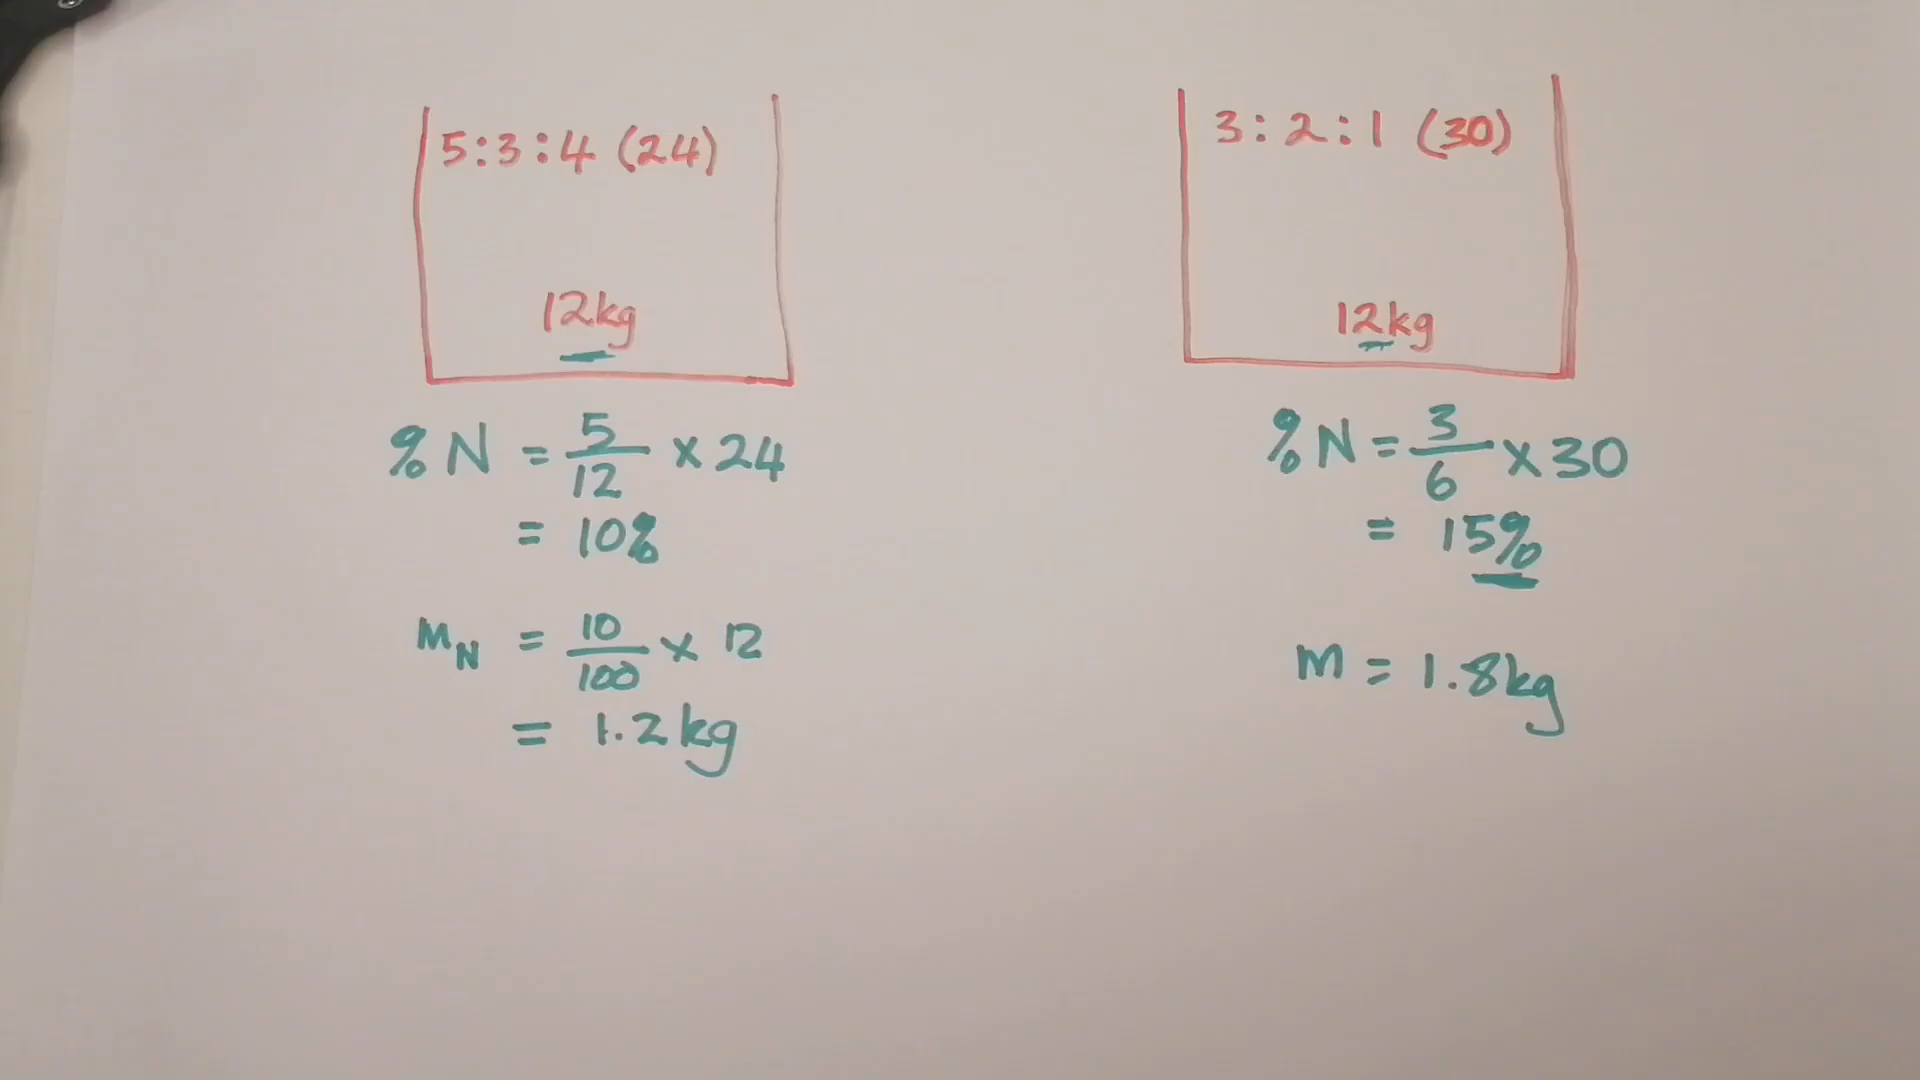 5:3:4 (24)
12kg
% N = 5/12 x 24
= 10%
mN = 10/100 x 12
= 1.2kg
3:2:1 (30)
12kg
% N = 3/6 x 30
= 15%
m = 1.8kg